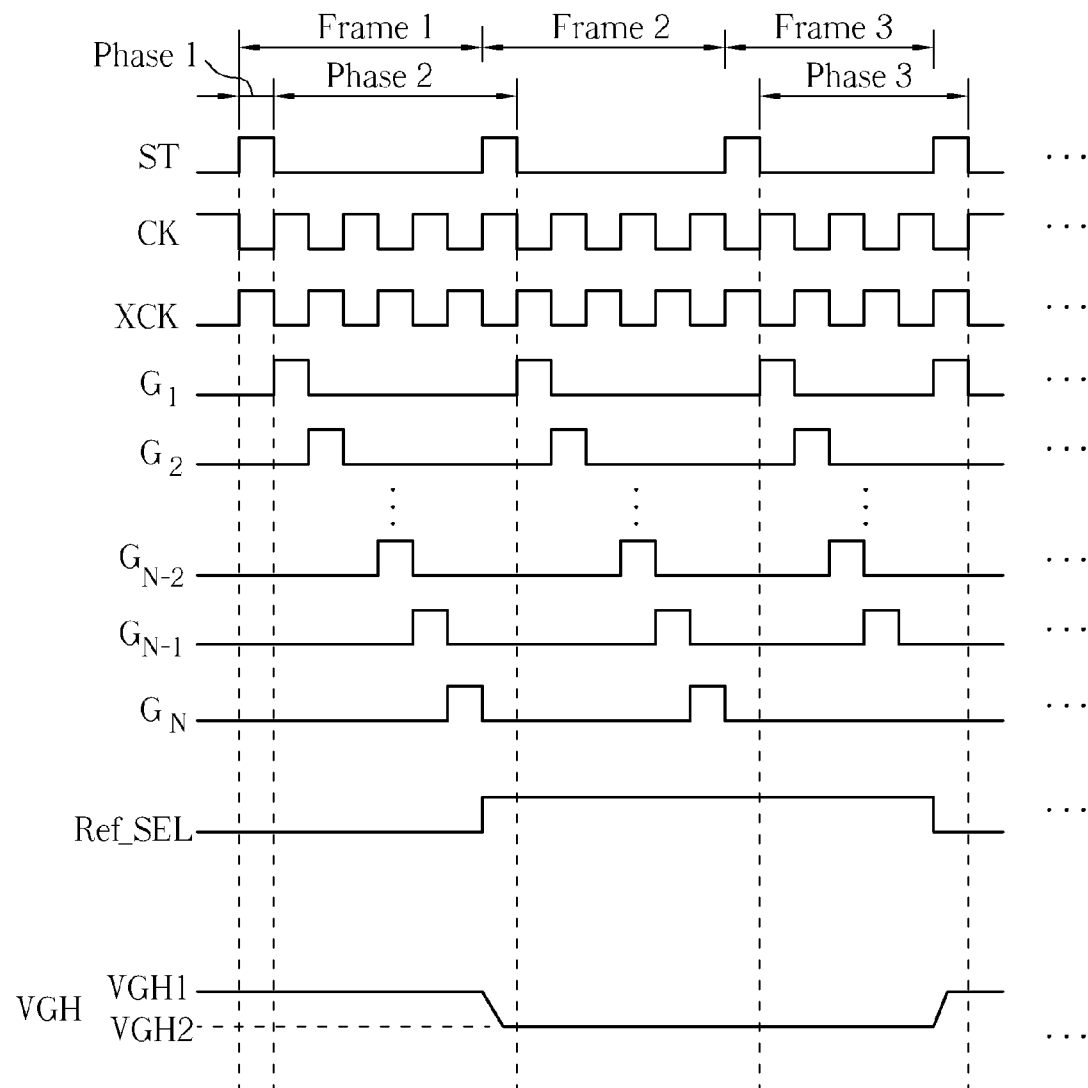 Frame 1 Frame 2 Frame 3
Phase 1 Phase 2 Phase 3
ST ...
CK ...
XCK ...
G1 ...
G2 ...
GN-2 ...
GN-1 ...
GN ...
Ref_SEL ...
VGH VGH1
VGH2 ...